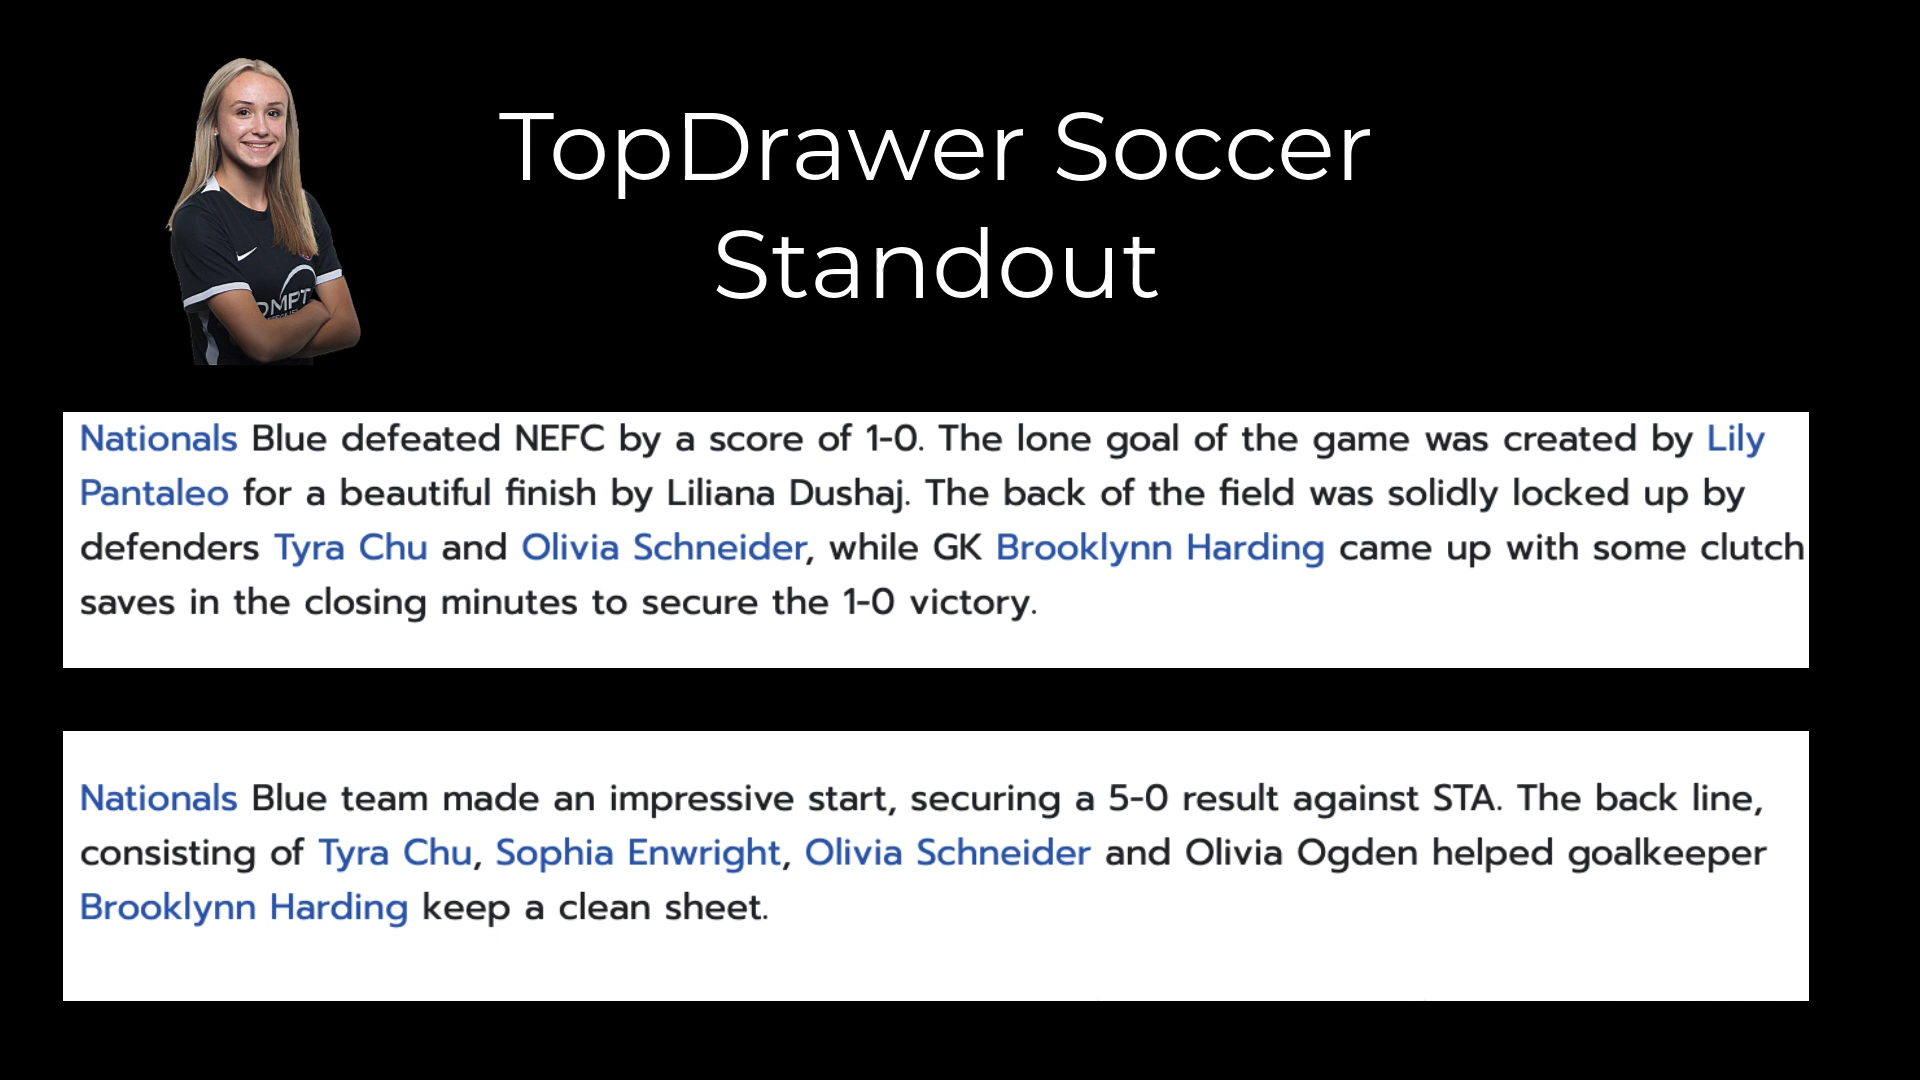 TopDrawer Soccer
Standout
Nationals Blue defeated NEFC by a score of 1-0. The lone goal of the game was created by Lily
Pantaleo for a beautiful finish by Liliana Dushaj. The back of the field was solidly locked up by
defenders Tyra Chu and Olivia Schneider, while GK Brooklynn Harding came up with some clutch
saves in the closing minutes to secure the 1-0 victory.
Nationals Blue team made an impressive start, securing a 5-0 result against STA. The back line,
consisting of Tyra Chu, Sophia Enwright, Olivia Schneider and Olivia Ogden helped goalkeeper
Brooklynn Harding keep a clean sheet.